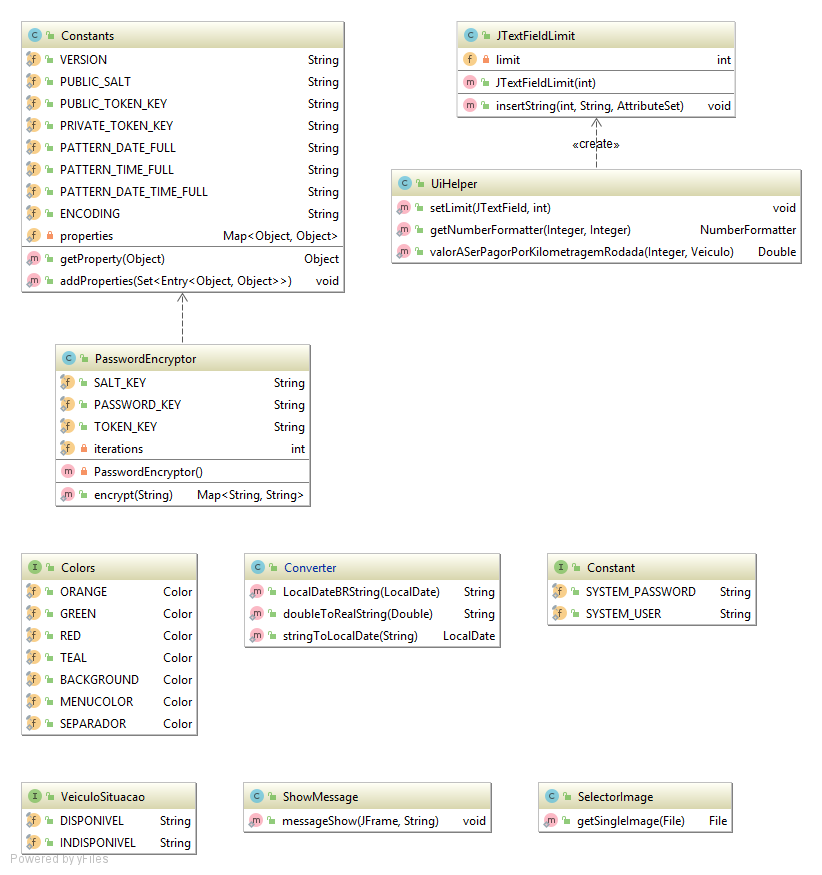 Constants
VERSION String
PUBLIC_SALT String
PUBLIC_TOKEN_KEY String
PRIVATE_TOKEN_KEY String
PATTERN_DATE_FULL String
PATTERN_TIME_FULL String
PATTERN_DATE_TIME_FULL String
ENCODING String
properties Map<Object, Object>
getProperty(Object) Object
addProperties(Set<Entry<Object, Object>>) void
JTextFieldLimit
limit int
JTextFieldLimit(int)
insertString(int, String, AttributeSet) void
«create»
UiHelper
setLimit(JTextField, int) void
getNumberFormatter(Integer, Integer) NumberFormatter
valorASerPagorPorKilometragemRodada(Integer, Veiculo) Double
PasswordEncryptor
SALT_KEY String
PASSWORD_KEY String
TOKEN_KEY String
iterations int
PasswordEncryptor()
encrypt(String) Map<String, String>
Colors
ORANGE Color
GREEN Color
RED Color
TEAL Color
BACKGROUND Color
MENUCOLOR Color
SEPARADOR Color
Converter
LocalDateBRString(LocalDate) String
doubleToRealString(Double) String
stringToLocalDate(String) LocalDate
Constant
SYSTEM_PASSWORD String
SYSTEM_USER String
VeiculoSituacao
DISPONIVEL String
INDISPONIVEL String
ShowMessage
messageShow(JFrame, String) void
SelectorImage
getSingleImage(File) File
Powered by yFiles